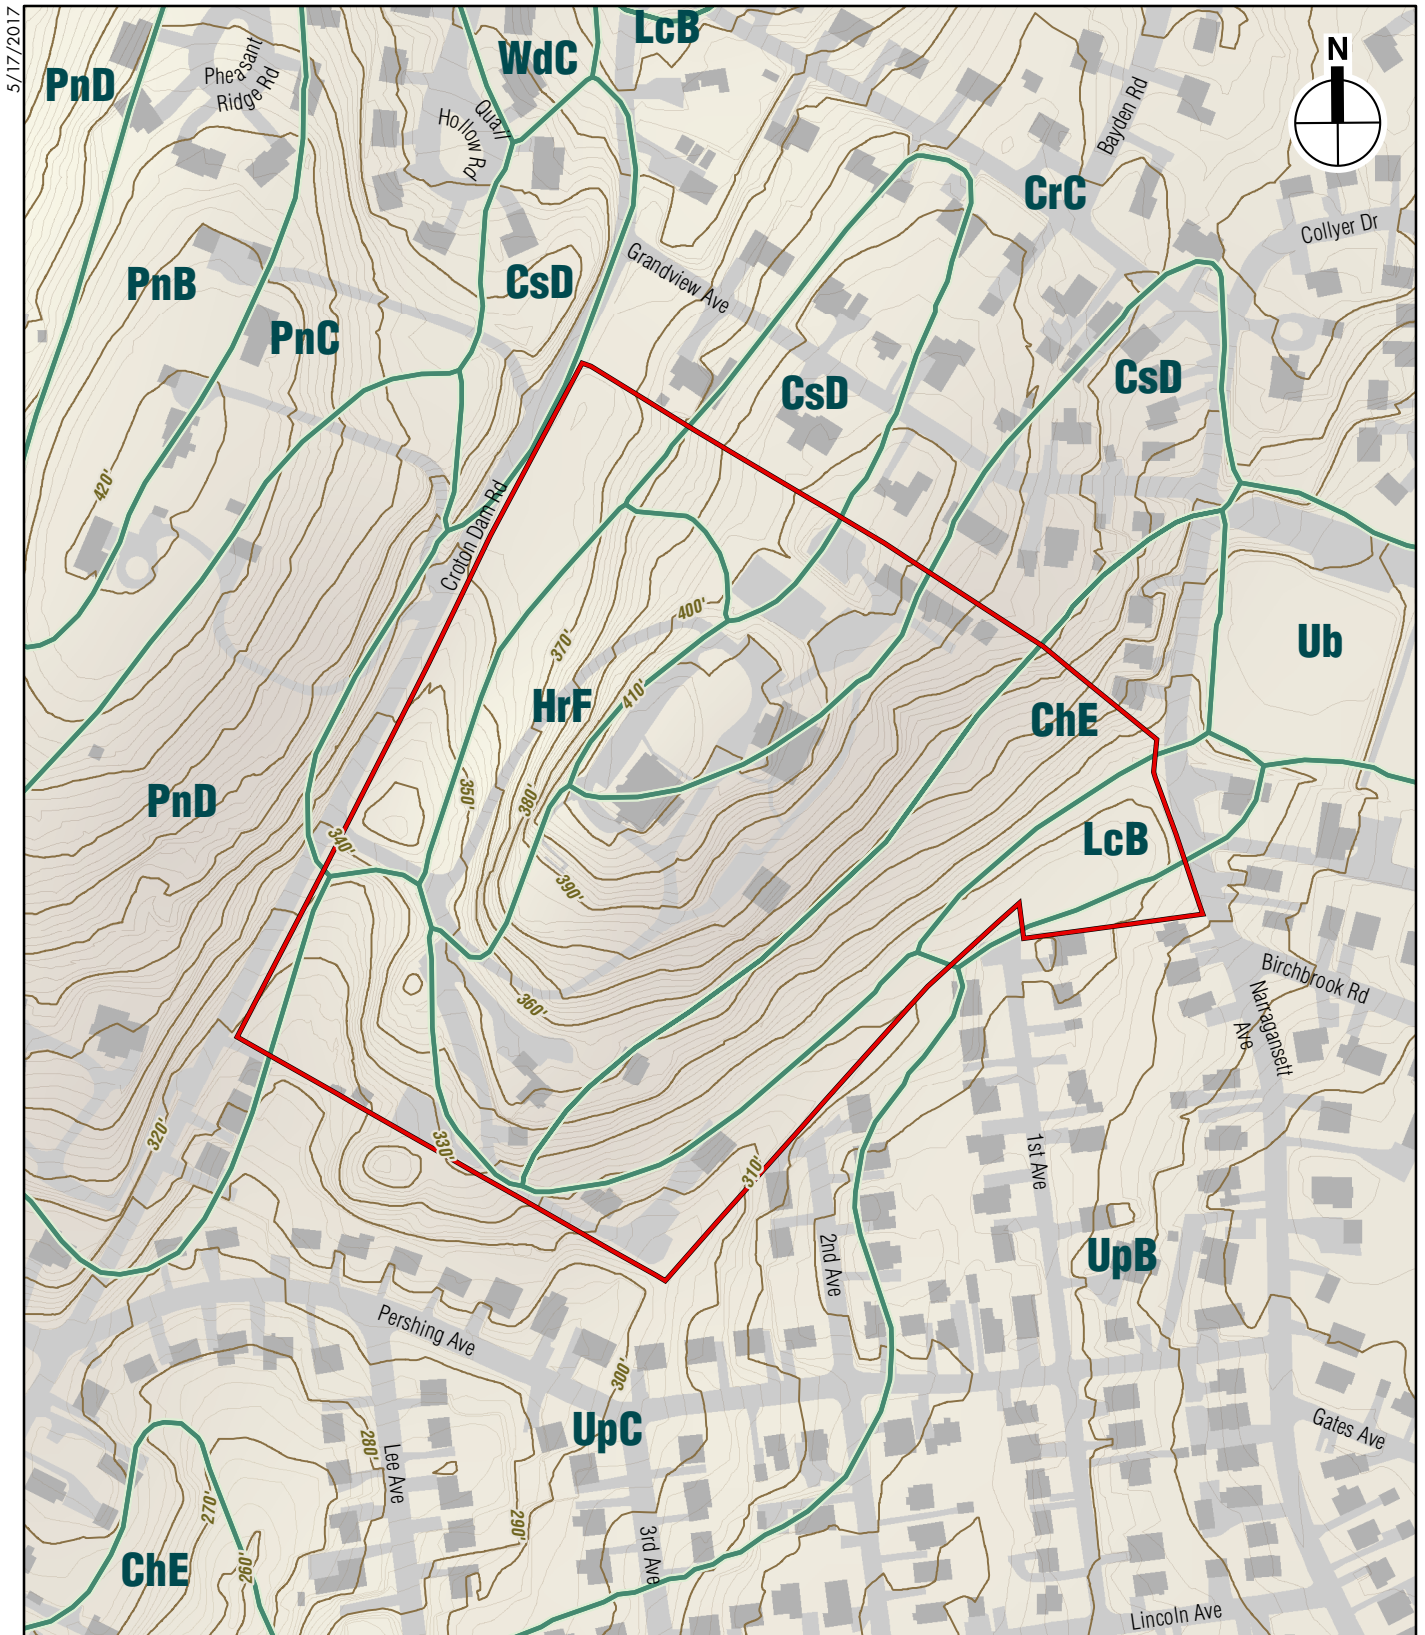 5/17/2017
LcB
WdC
PnD
Pheasant
Ridge Rd
Quail
Hollow Rd
N
Bayden Rd
CrC
Collyer Dr
PnB
CsD
Grandview Ave
PnC
CsD
CsD
420'
Croton Dam Rd
400'
370'
Ub
410'
HrF
ChE
350'
380'
PnD
340'
LcB
390'
Birchbrook Rd
360'
Narragansett
Ave
320'
330'
310'
1st Ave
2nd Ave
UpB
Pershing Ave
300'
UpC
Gates Ave
280'
Lee Ave
270'
290'
3rd Ave
ChE
260'
Lincoln Ave